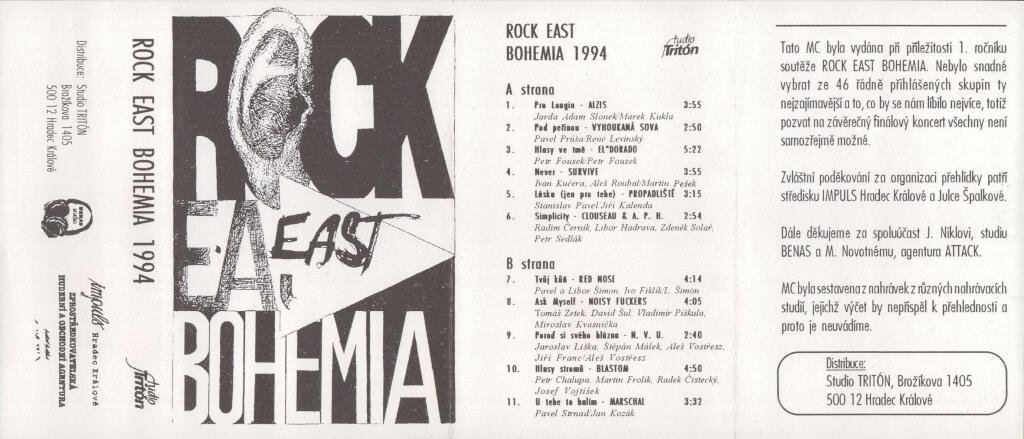 Distribuce: Studio TRITÓN
Brožíkova 1405
500 12 Hradec Králové
BENAS
impuls Hradec Králové
ZPROSTŘEDKOVATELSKÁ
HUDEBNÍ A OBCHODNÍ AGENTURA
ROCK EAST BOHEMIA 1994
Audio
Tritón
ROCK
EA,
EAST
BOHEMIA
ROCK EAST
BOHEMIA 1994
Audio
Tritón
A strana
1. Pro Longin - AIZIS 3:55
Jarda Adam Slónek/Marek Kukla
2. Pod peřinou - VYHOUKANÁ SOVA 2:50
Pavel Průša/René Levinský
3. Hlasy ve tmě - EL"DORADO 5:22
Petr Fousek/Petr Fousek
4. Never - SURVIVE 3:55
Ivan Kučera, Aleš Roubal/Martin Pešek
5. Láska (jen pro tebe) - PROPADLIŠTĚ 3:15
Stanislav Pavel/Jiří Kalenda
6. Simplicity - CLOUSEAU & A. P. H. 2:54
Radim Černík, Libor Hadrava, Zdeněk Solař,
Petr Sedlák
B strana
7. Tvůj kůň - RED NOSE 4:14
Pavel a Libor Šimon, Ivo Fiklík/L. Šimon
8. Ask Myself - NOISY FUCKERS 4:05
Tomáš Zetek, David Šul, Vladimír Piškula,
Miroslav Kvasnička
9. Pozoď si svého blázna - N. V. U. 2:40
Jaroslav Liška, Štěpán Málek, Aleš Vostřesz,
Jiří Franc/Aleš Vostřesz
10. Hlasy stromů - BLASTOM 4:50
Petr Chalupa, Martin Frolík, Radek Čistecký,
Josef Vojtíšek
11. U tebe to balím - MARSCHAL 3:32
Pavel Strnad/Jan Kozák
Tato MC byla vydána při příležitosti 1. ročníku
soutěže ROCK EAST BOHEMIA. Nebylo snadné
vybrat ze 46 řádně přihlášených skupin ty
nejzajímavější a to, co by se nám líbilo nejvíce, totiž
pozvat na závěrečný finálový koncert všechny není
samozřejmě možné.
Zvláštní poděkování za organizaci přehlídky patří
středisku IMPULS Hradec Králové a Julce Špalkové.
Dále děkujeme za spoluúčast J. Niklovi, studiu
BENAS a M. Novotnému, agentura ATTACK.
MC byla sestavena z nahrávek z různých nahrávacích
studií, jejichž výčet by nepřispěl k přehlednosti a
proto je neuvádíme.
Distribuce:
Studio TRITÓN, Brožíkova 1405
500 12 Hradec Králové